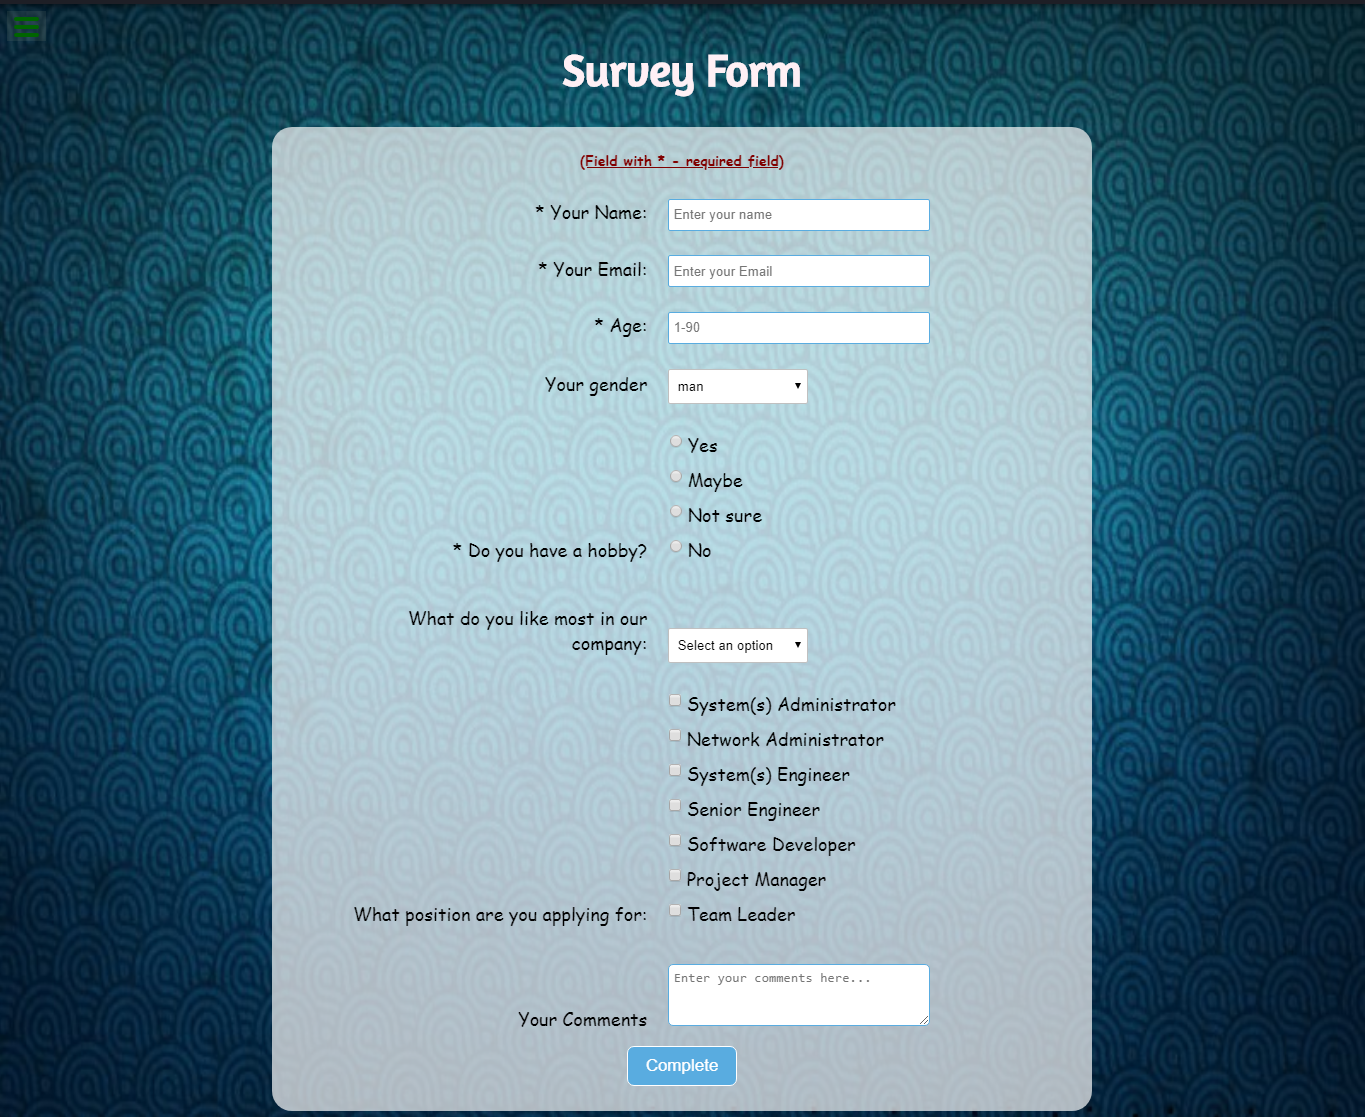 Survey Form
(Field with * - required field)
* Your Name: Enter your name
* Your Email: Enter your Email
* Age: 1-90
Your gender man
Yes
Maybe
Not sure
* Do you have a hobby? No
What do you like most in our
company: Select an option
System(s) Administrator
Network Administrator
System(s) Engineer
Senior Engineer
Software Developer
Project Manager
What position are you applying for: Team Leader
Enter your comments here...
Your Comments
Complete